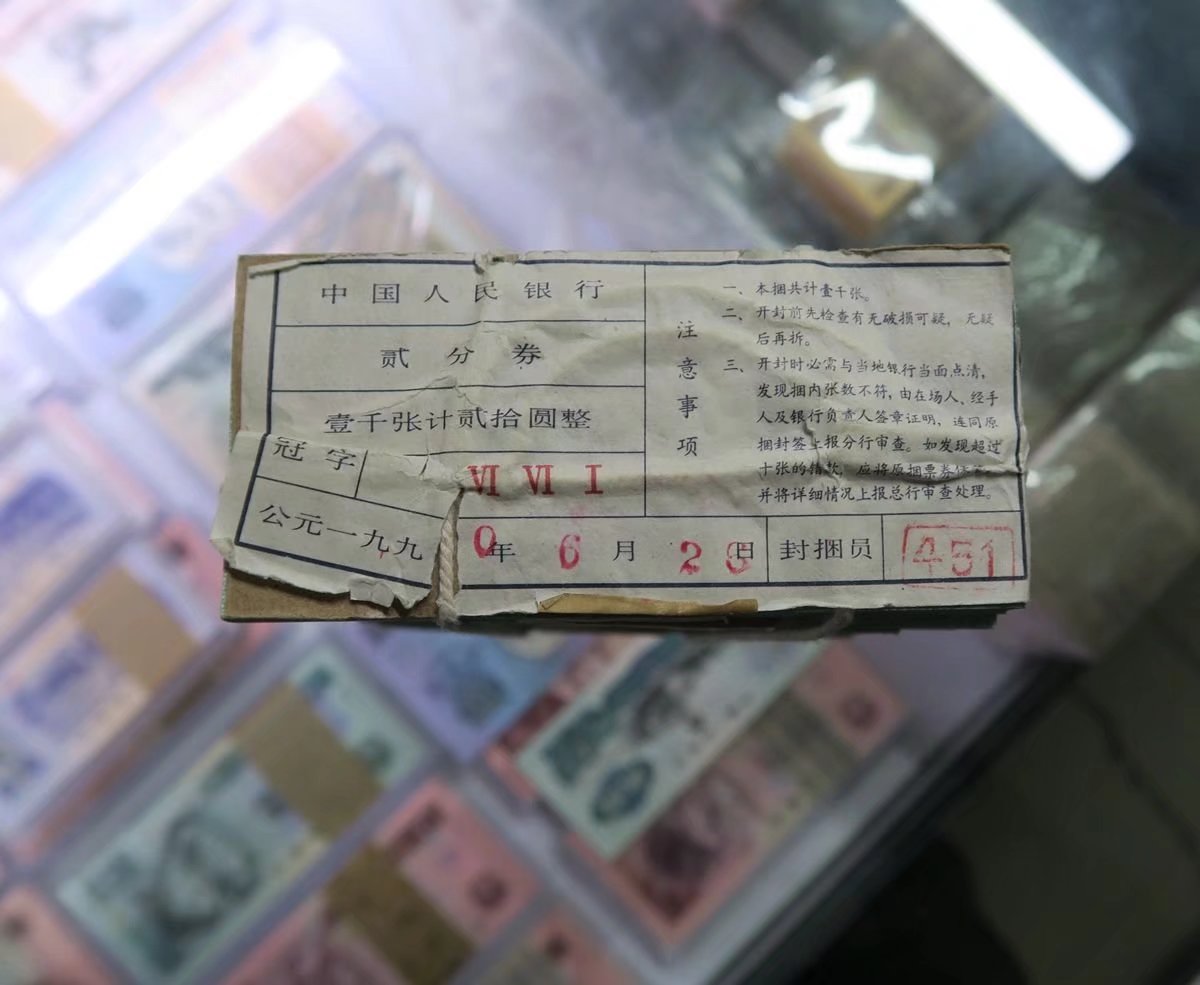 中国人民银行
贰分券
壹千张计贰拾圆整
冠字 VI VI I
公元一九九0年6月28日 封捆员 451
注意事项
一、本捆共计壹千张。
二、开封前先检查有无破损可疑，无疑
后再拆。
三、开封时必需与当地银行当面点清，
发现捆内张数不符，由在场人、经手
人及银行负责人签章证明，连同原
捆封签上报分行审查。如发现超过
十张的错款，应将原捆票券
并将详细情况上报总行审查处理。